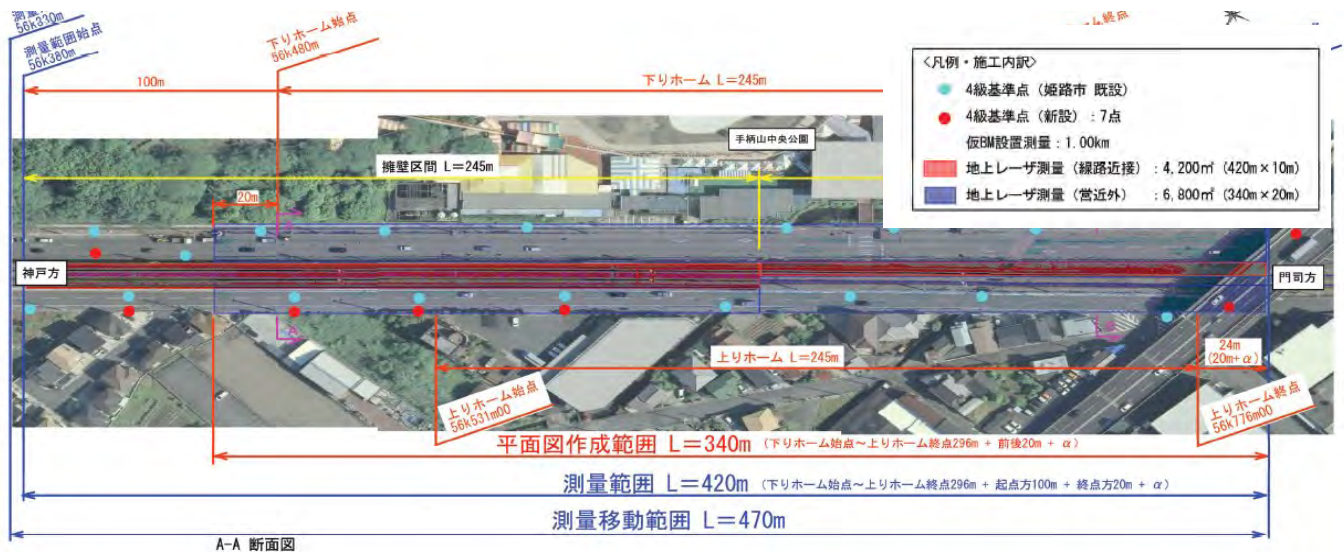 56k330m
測量範囲始点
56k380m
下りホーム始点
56k480m
ーム終点
100m
下りホーム L=245m
<凡例・施工内訳>
4級基準点（姫路市 既設）
4級基準点（新設）：7点
仮BM設置測量：1.00km
地上レーザ測量（線路近接）：4,200㎡（420m×10m）
地上レーザ測量（営近外）：6,800㎡（340m×20m）
手柄山中央公園
擁壁区間 L=245m
20m
神戸方
門司方
A
上りホーム L=245m
24m
(20m+α)
上りホーム始点
56k531m00
上りホーム終点
56k776m00
平面図作成範囲 L=340m （下りホーム始点～上りホーム終点296m + 前後20m + α）
測量範囲 L=420m （下りホーム始点～上りホーム終点296m + 起点方100m + 終点方20m + α）
測量移動範囲 L=470m
A-A 断面図